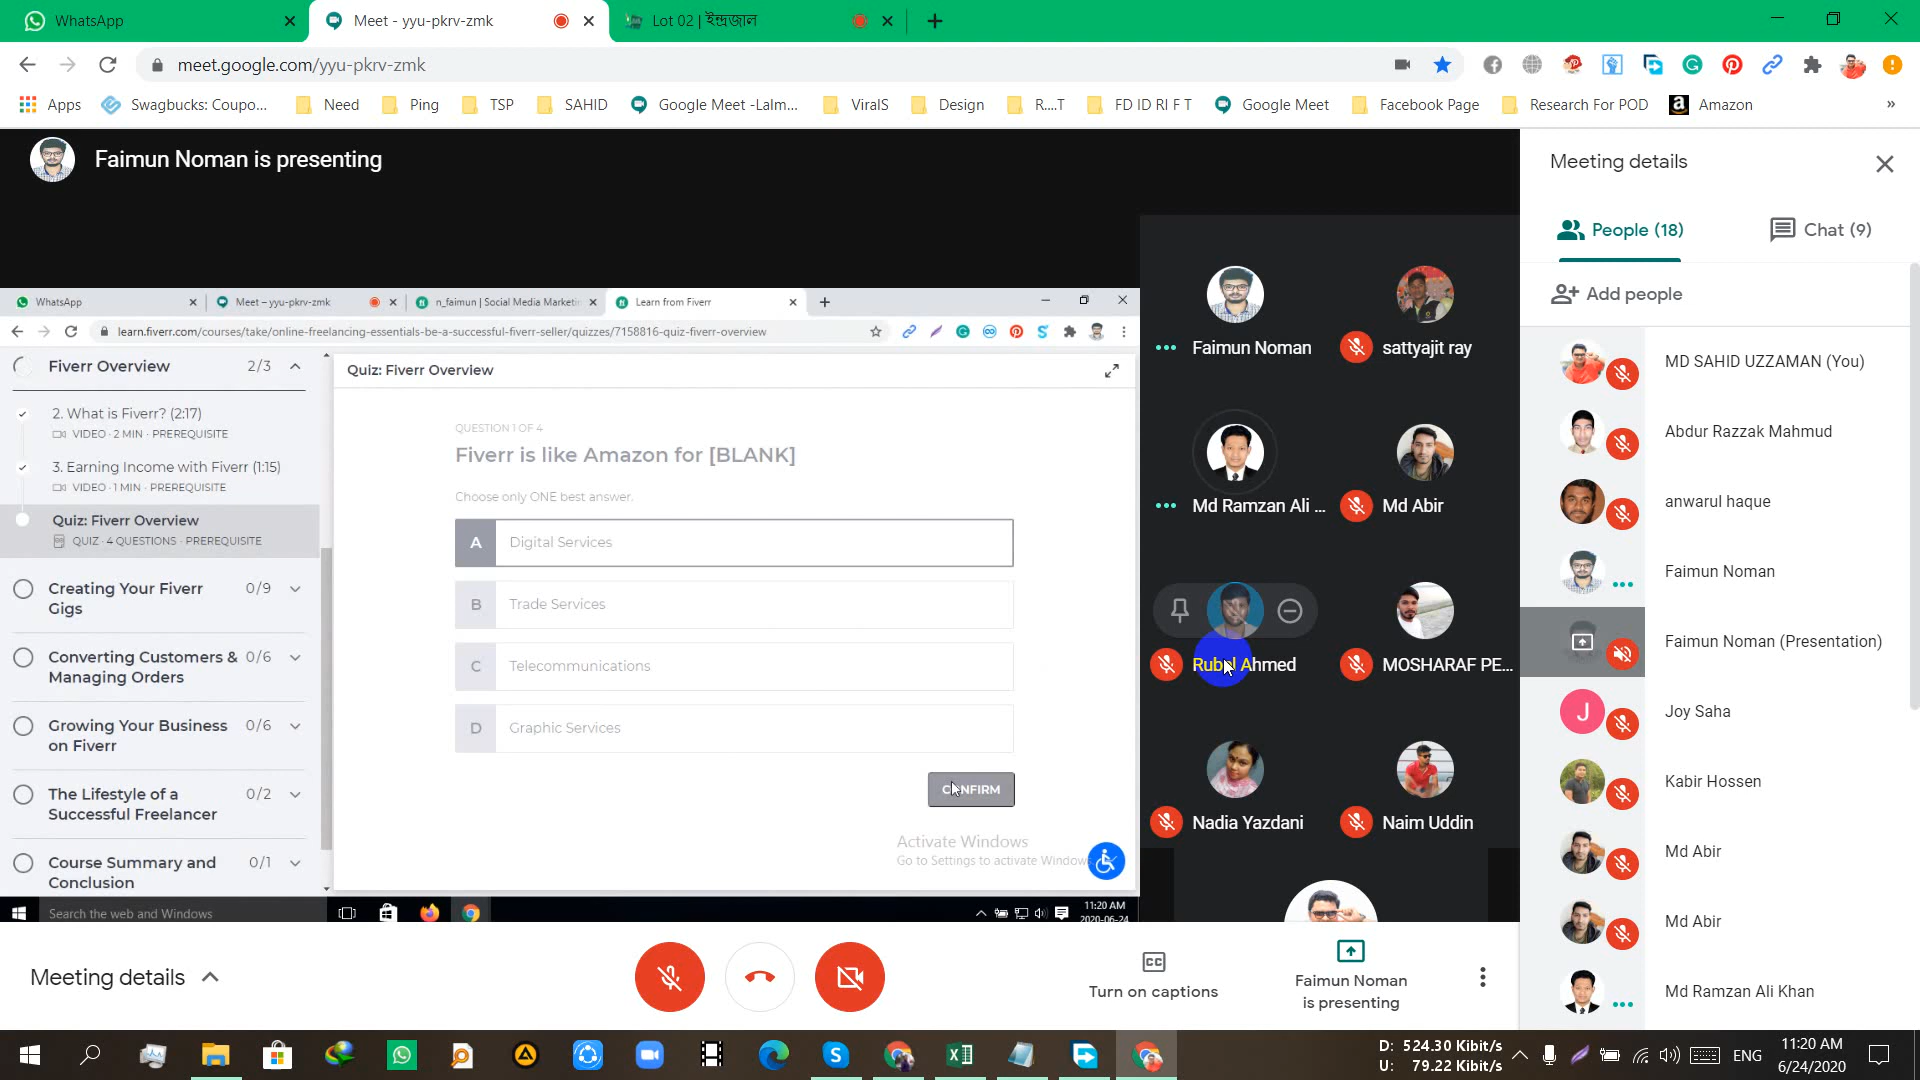 WhatsApp
Meet - yyu-pkrv-zmk
Lot 02 | ইন্দ্রজাল
meet.google.com/yyu-pkrv-zmk
Apps
Swagbucks: Coupo...
Need
Ping
TSP
SAHID
Google Meet -Lalm...
ViralS
Design
R....T
FD ID RI F T
Google Meet
Facebook Page
Research For POD
Amazon
»
Faimun Noman is presenting
WhatsApp
Meet – yyu-pkrv-zmk
n_faimun | Social Media Marketin
Learn from Fiverr
learn.fiverr.com/courses/take/online-freelancing-essentials-be-a-successful-fiverr-seller/quizzes/7158816-quiz-fiverr-overview
Fiverr Overview 2/3
2. What is Fiverr? (2:17)
VIDEO · 2 MIN · PREREQUISITE
3. Earning Income with Fiverr (1:15)
VIDEO · 1 MIN · PREREQUISITE
Quiz: Fiverr Overview
QUIZ · 4 QUESTIONS · PREREQUISITE
Creating Your Fiverr 0/9
Gigs
Converting Customers & 0/6
Managing Orders
Growing Your Business 0/6
on Fiverr
The Lifestyle of a 0/2
Successful Freelancer
Course Summary and 0/1
Conclusion
Quiz: Fiverr Overview
QUESTION 1 OF 4
Fiverr is like Amazon for [BLANK]
Choose only ONE best answer.
A Digital Services
B Trade Services
C Telecommunications
D Graphic Services
CONFIRM
Activate Windows
Go to Settings to activate Windows
Search the web and Windows
11:20 AM
2020-06-24
Faimun Noman
sattyajit ray
Md Ramzan Ali ...
Md Abir
Rubul Ahmed
MOSHARAF PE...
Nadia Yazdani
Naim Uddin
Meeting details
People (18)
Chat (9)
Add people
MD SAHID UZZAMAN (You)
Abdur Razzak Mahmud
anwarul haque
Faimun Noman
Faimun Noman (Presentation)
J
Joy Saha
Kabir Hossen
Md Abir
Md Abir
Md Ramzan Ali Khan
Meeting details
CC
Turn on captions
Faimun Noman
is presenting
D: 524.30 Kibit/s
U: 79.22 Kibit/s
ENG
11:20 AM
6/24/2020